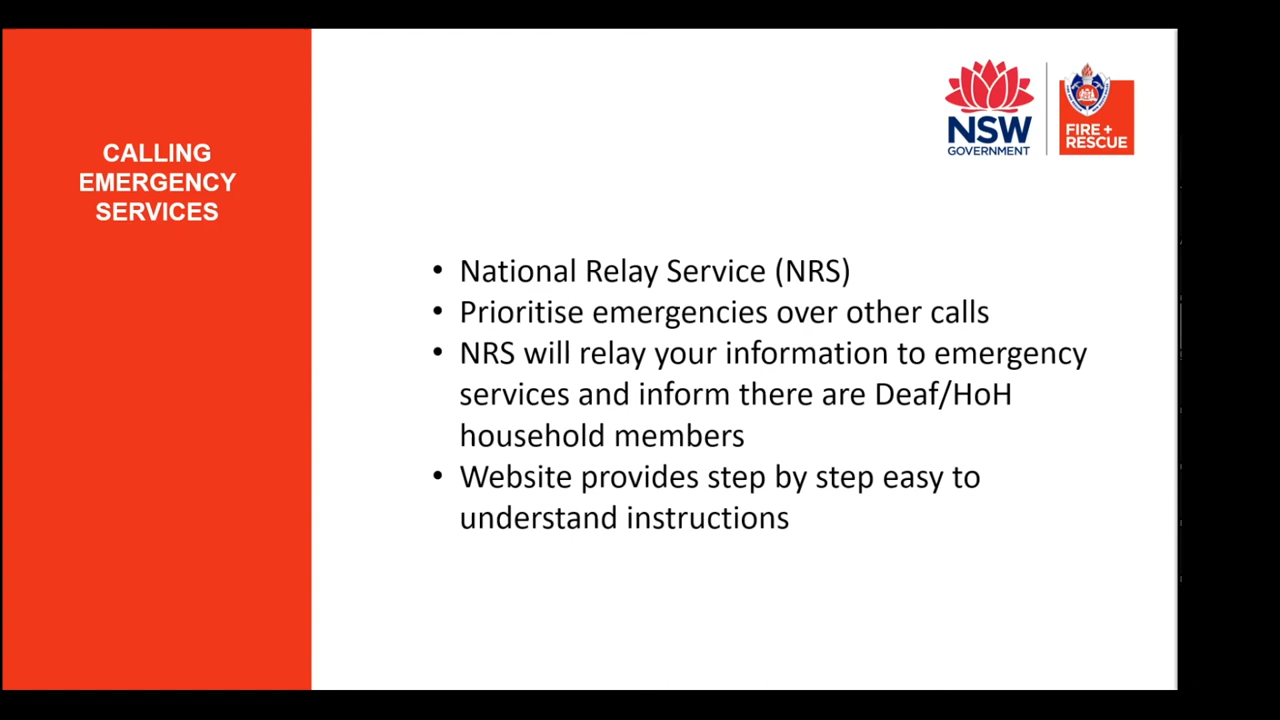 CALLING
EMERGENCY
SERVICES
NSW
GOVERNMENT
FIRE+
RESCUE
• National Relay Service (NRS)
• Prioritise emergencies over other calls
• NRS will relay your information to emergency
services and inform there are Deaf/HoH
household members
• Website provides step by step easy to
understand instructions